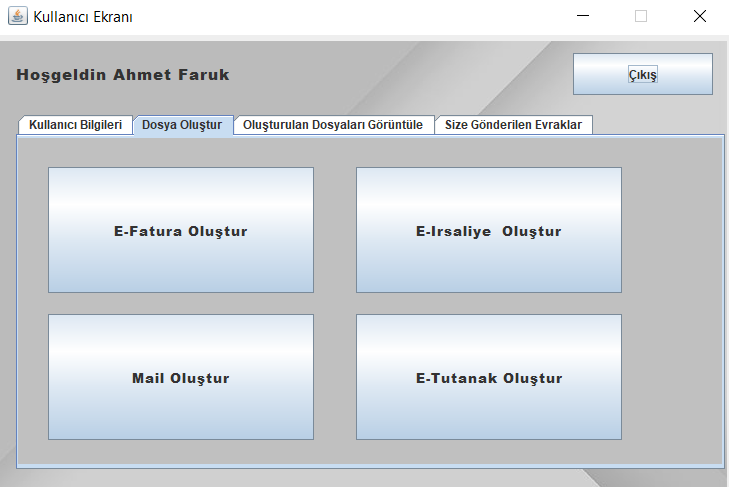 Kullanıcı Ekranı
Hoşgeldin Ahmet Faruk
Çıkış
Kullanıcı Bilgileri
Dosya Oluştur
Oluşturulan Dosyaları Görüntüle
Size Gönderilen Evraklar
E-Fatura Oluştur
E-Irsaliye  Oluştur
Mail Oluştur
E-Tutanak Oluştur